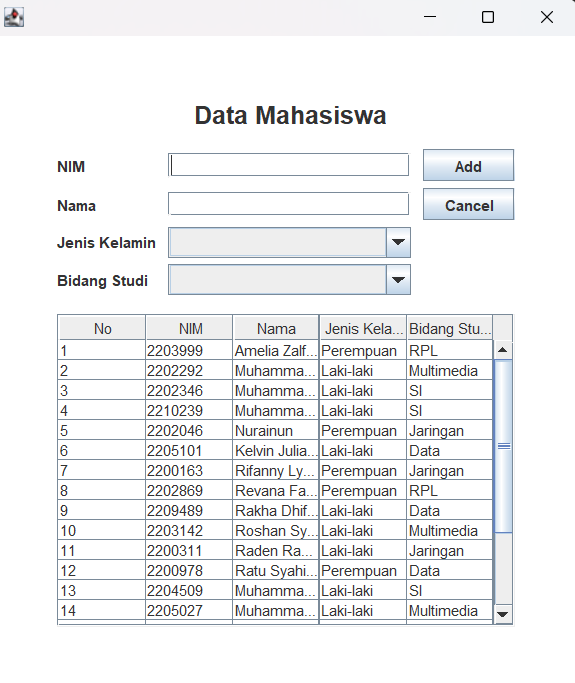 Data Mahasiswa
NIM
Add
Nama
Cancel
Jenis Kelamin
Bidang Studi
No NIM Nama Jenis Kela... Bidang Stu...
1 2203999 Amelia Zalf... Perempuan RPL
2 2202292 Muhamma... Laki-laki Multimedia
3 2202346 Muhamma... Laki-laki SI
4 2210239 Muhamma... Laki-laki SI
5 2202046 Nurainun Perempuan Jaringan
6 2205101 Kelvin Julia... Laki-laki Data
7 2200163 Rifanny Ly... Perempuan Jaringan
8 2202869 Revana Fa... Perempuan RPL
9 2209489 Rakha Dhif... Laki-laki Data
10 2203142 Roshan Sy... Laki-laki Multimedia
11 2200311 Raden Ra... Laki-laki Jaringan
12 2200978 Ratu Syahi... Perempuan Data
13 2204509 Muhamma... Laki-laki SI
14 2205027 Muhamma... Laki-laki Multimedia